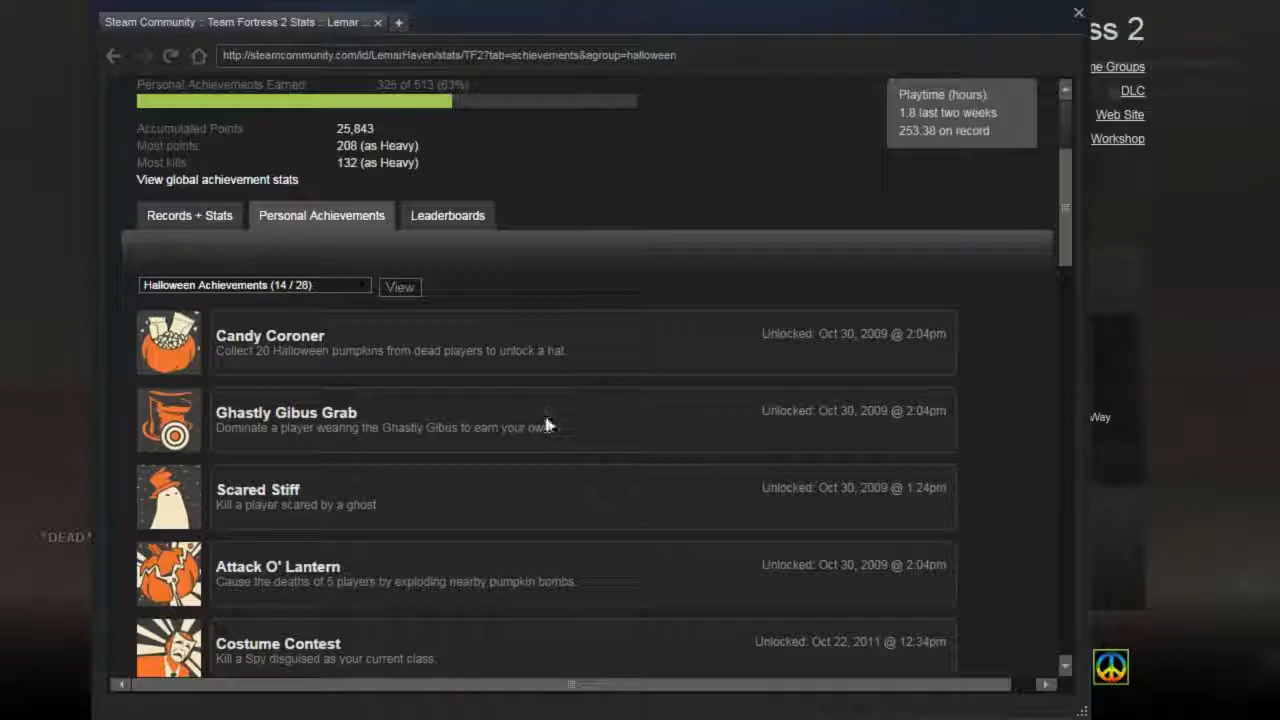 Steam Community :: Team Fortress 2 Stats :: Lemar ...
ss 2
http://steamcommunity.com/id/LemarHaven/stats/TF2?tab=achievements&agroup=halloween
me Groups
DLC
Web Site
Workshop
Personal Achievements Earned: 325 of 513 (63%)
Playtime (hours):
1.8 last two weeks
253.38 on record
Accumulated Points 25,843
Most points: 208 (as Heavy)
Most kills: 132 (as Heavy)
View global achievement stats
Records + Stats Personal Achievements Leaderboards
Halloween Achievements (14 / 28) View
Candy Coroner Unlocked: Oct 30, 2009 @ 2:04pm
Collect 20 Halloween pumpkins from dead players to unlock a hat.
Ghastly Gibus Grab Unlocked: Oct 30, 2009 @ 2:04pm
Dominate a player wearing the Ghastly Gibus to earn your own.
Way
Scared Stiff Unlocked: Oct 30, 2009 @ 1:24pm
Kill a player scared by a ghost
*DEAD*
Attack O' Lantern Unlocked: Oct 30, 2009 @ 2:04pm
Cause the deaths of 5 players by exploding nearby pumpkin bombs.
Costume Contest Unlocked: Oct 22, 2011 @ 12:34pm
Kill a Spy disguised as your current class.